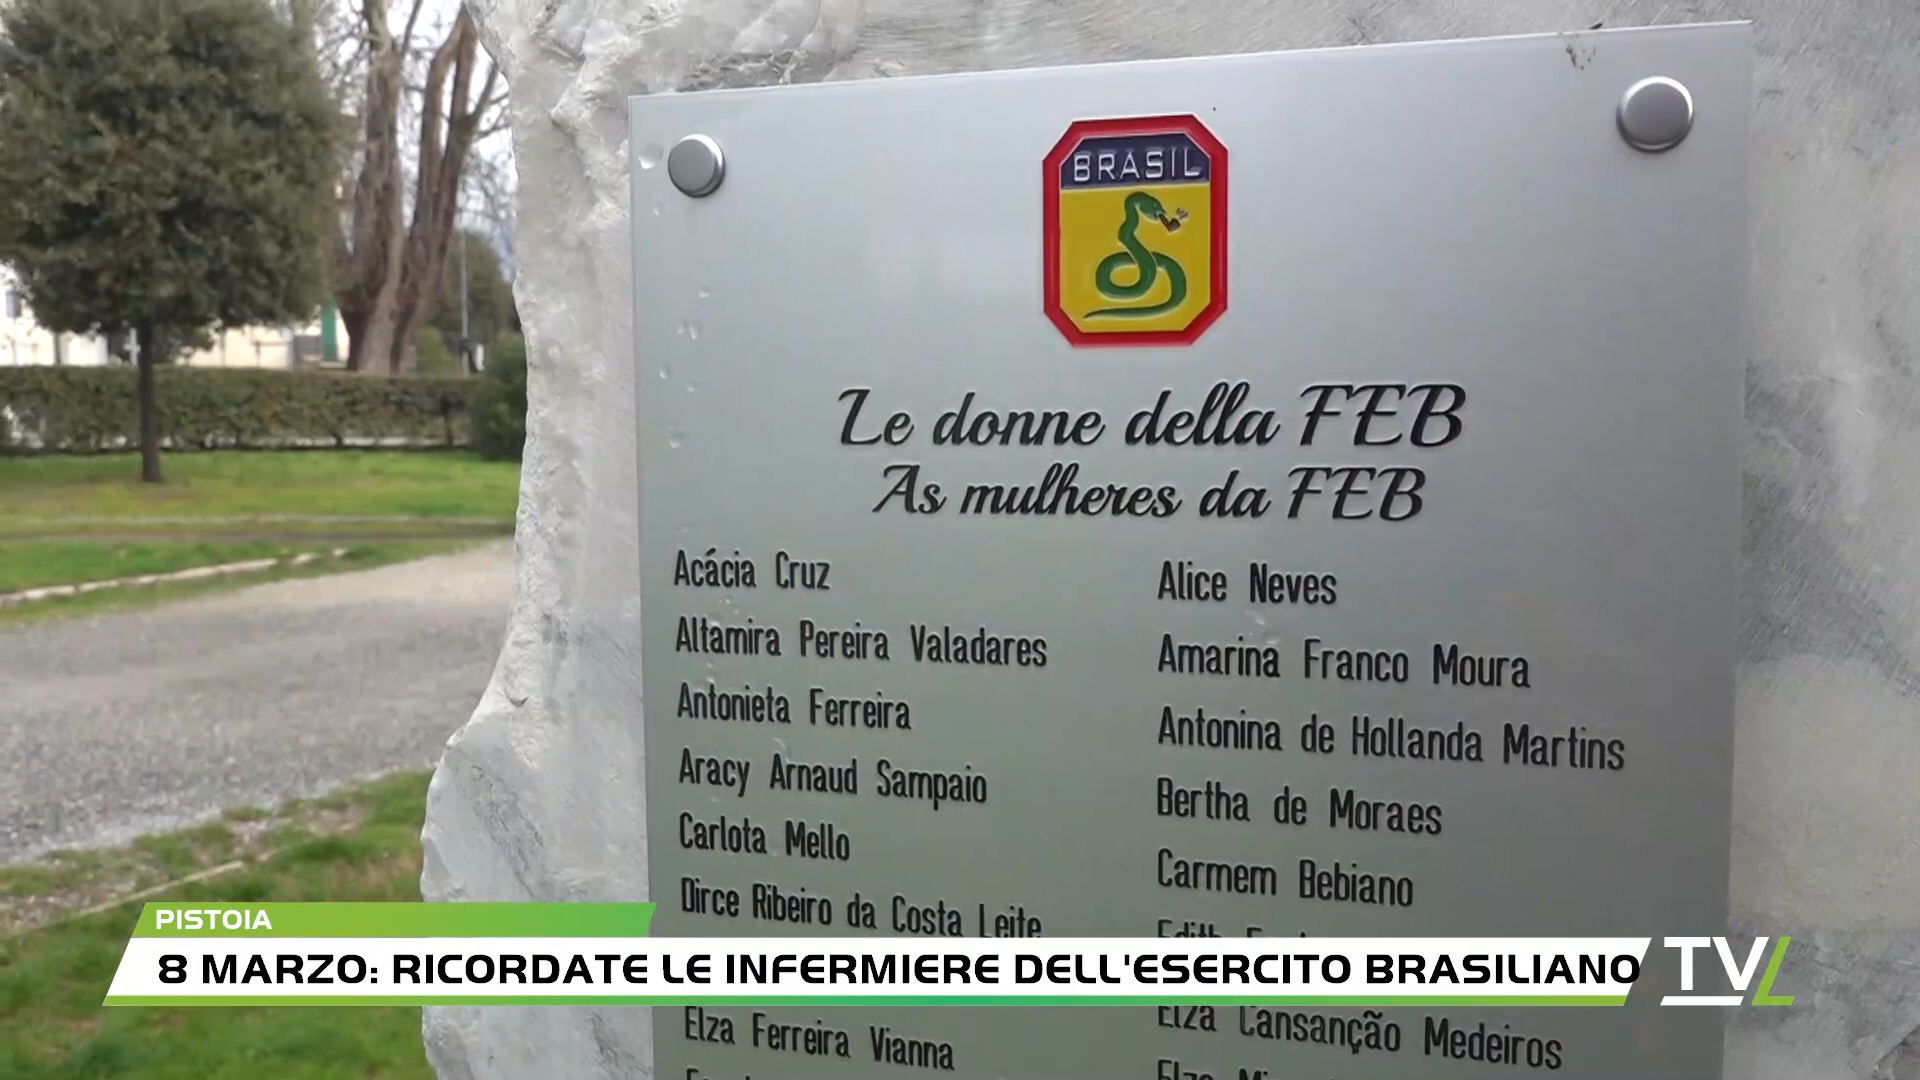 BRASIL
Le donne della FEB
As mulheres da FEB
Acácia Cruz
Altamira Pereira Valadares
Antonieta Ferreira
Aracy Arnaud Sampaio
Carlota Mello
Dirce Ribeiro da Costa Leite
Elza Ferreira Vianna
Alice Neves
Amarina Franco Moura
Antonina de Hollanda Martins
Bertha de Moraes
Carmem Bebiano
Edith
Elza Cansanção Medeiros
Elza
PISTOIA
8 MARZO: RICORDATE LE INFERMIERE DELL'ESERCITO BRASILIANO
TVL